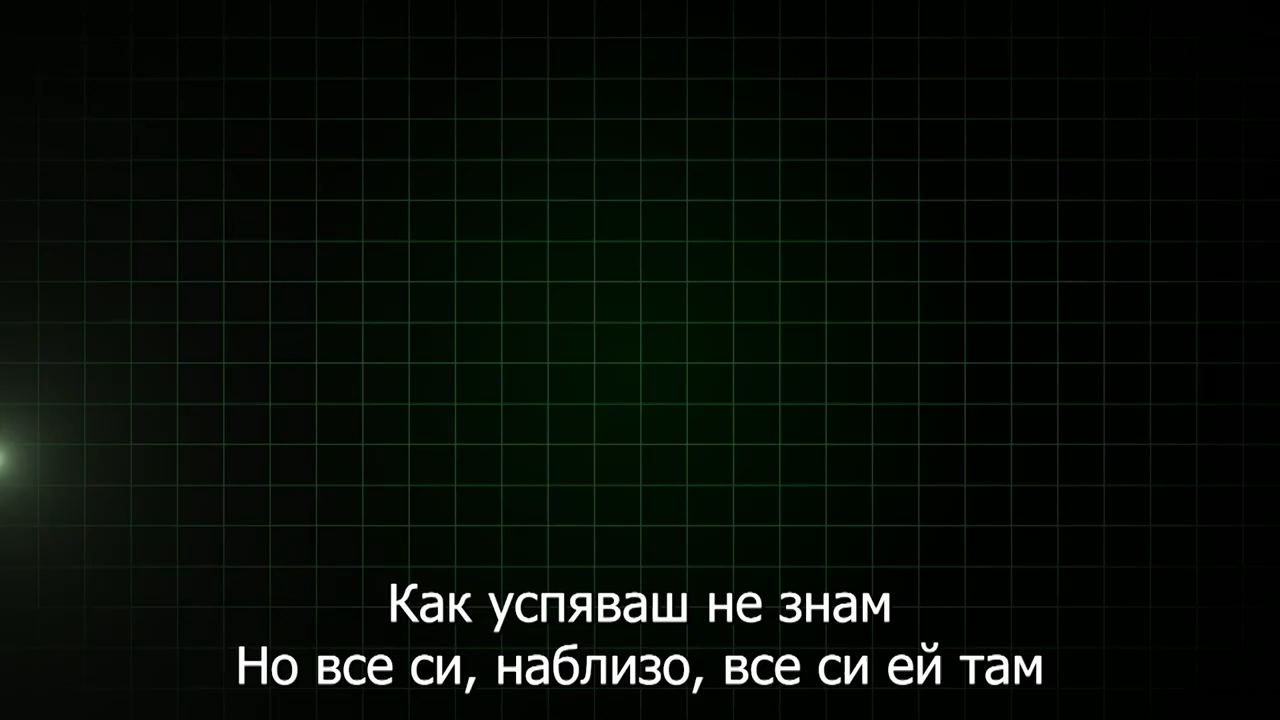 Как успяваш не знам
Но все си, наблизо, все си ей там